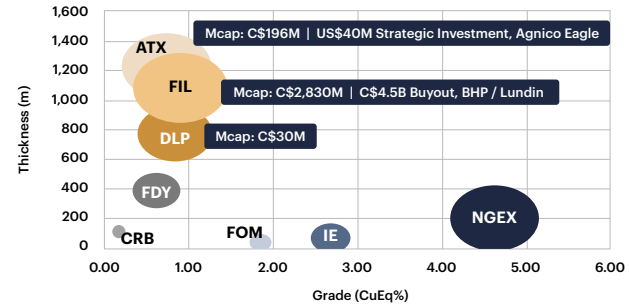 1,600
1,400
1,200
1,000
800
600
400
200
0
Thickness (m)
ATX
Mcap: C$196M | US$40M Strategic Investment, Agnico Eagle
FIL
Mcap: C$2,830M | C$4.5B Buyout, BHP / Lundin
DLP
Mcap: C$30M
FDY
CRB
FOM
IE
NGEX
0.00 1.00 2.00 3.00 4.00 5.00 6.00
Grade (CuEq%)